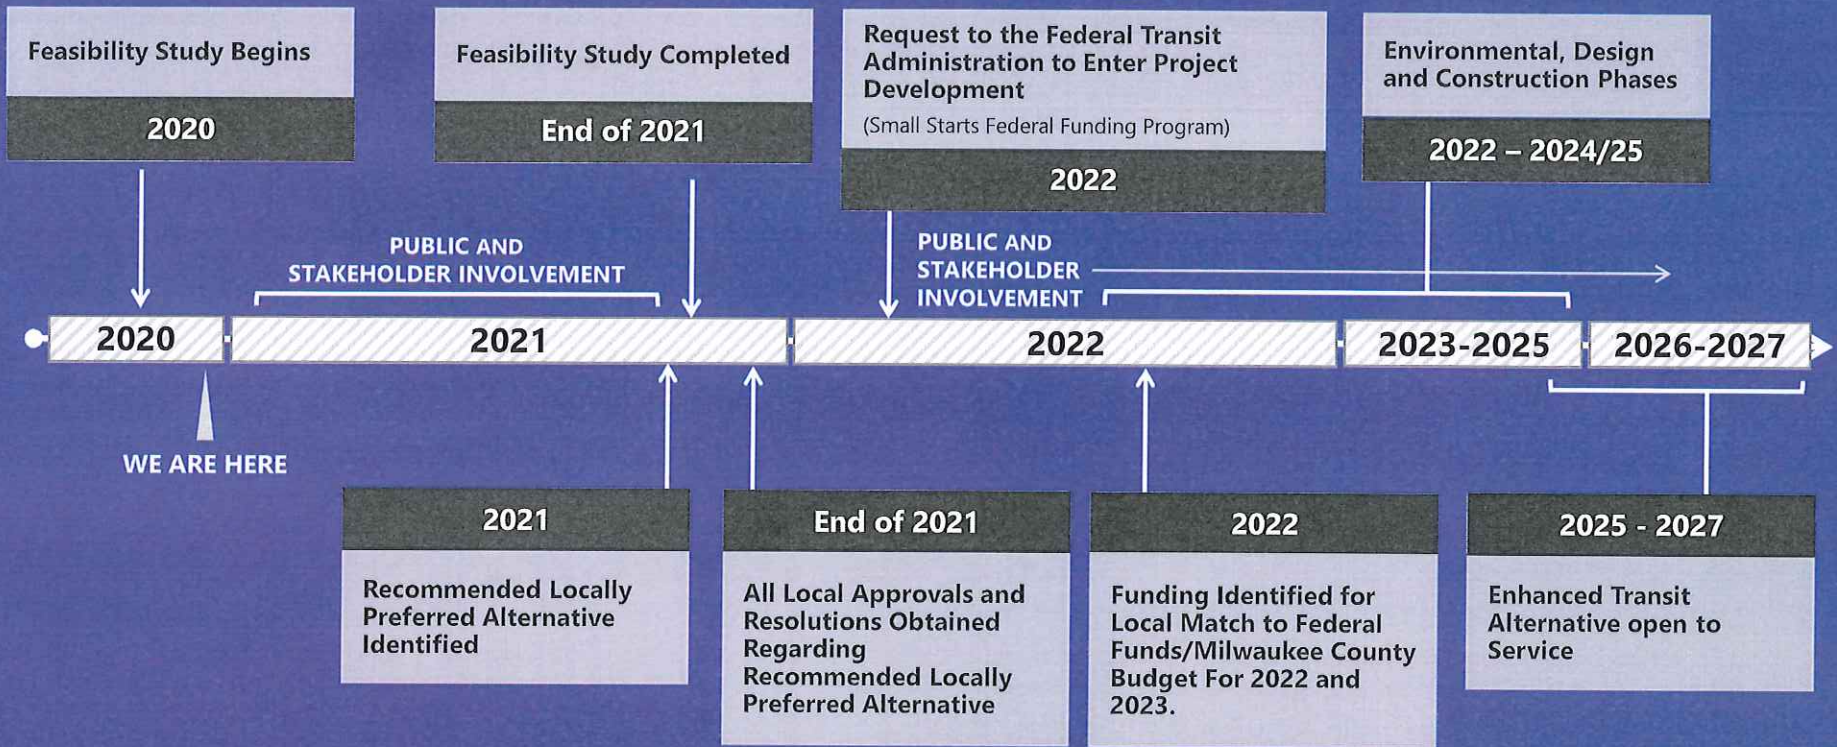 Feasibility Study Begins
2020
Feasibility Study Completed
End of 2021
Request to the Federal Transit
Administration to Enter Project
Development
(Small Starts Federal Funding Program)
2022
Environmental, Design
and Construction Phases
2022 – 2024/25
PUBLIC AND
STAKEHOLDER INVOLVEMENT
PUBLIC AND
STAKEHOLDER
INVOLVEMENT
2020
2021
2022
2023-2025
2026-2027
WE ARE HERE
2021
Recommended Locally
Preferred Alternative
Identified
End of 2021
All Local Approvals and
Resolutions Obtained
Regarding
Recommended Locally
Preferred Alternative
2022
Funding Identified for
Local Match to Federal
Funds/Milwaukee County
Budget For 2022 and
2023.
2025 - 2027
Enhanced Transit
Alternative open to
Service